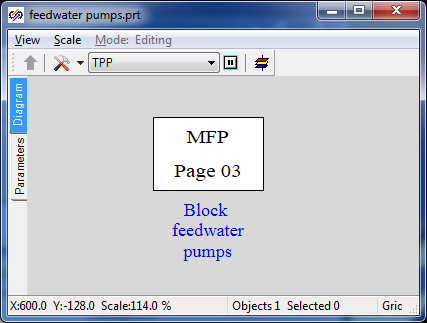 feedwater pumps.prt
View Scale Mode: Editing
TPP
Diagram
Parameters
MFP
Page 03
Block
feedwater
pumps
X:600.0 Y:-128.0 Scale:114.0 % Objects 1 Selected 0 Gric